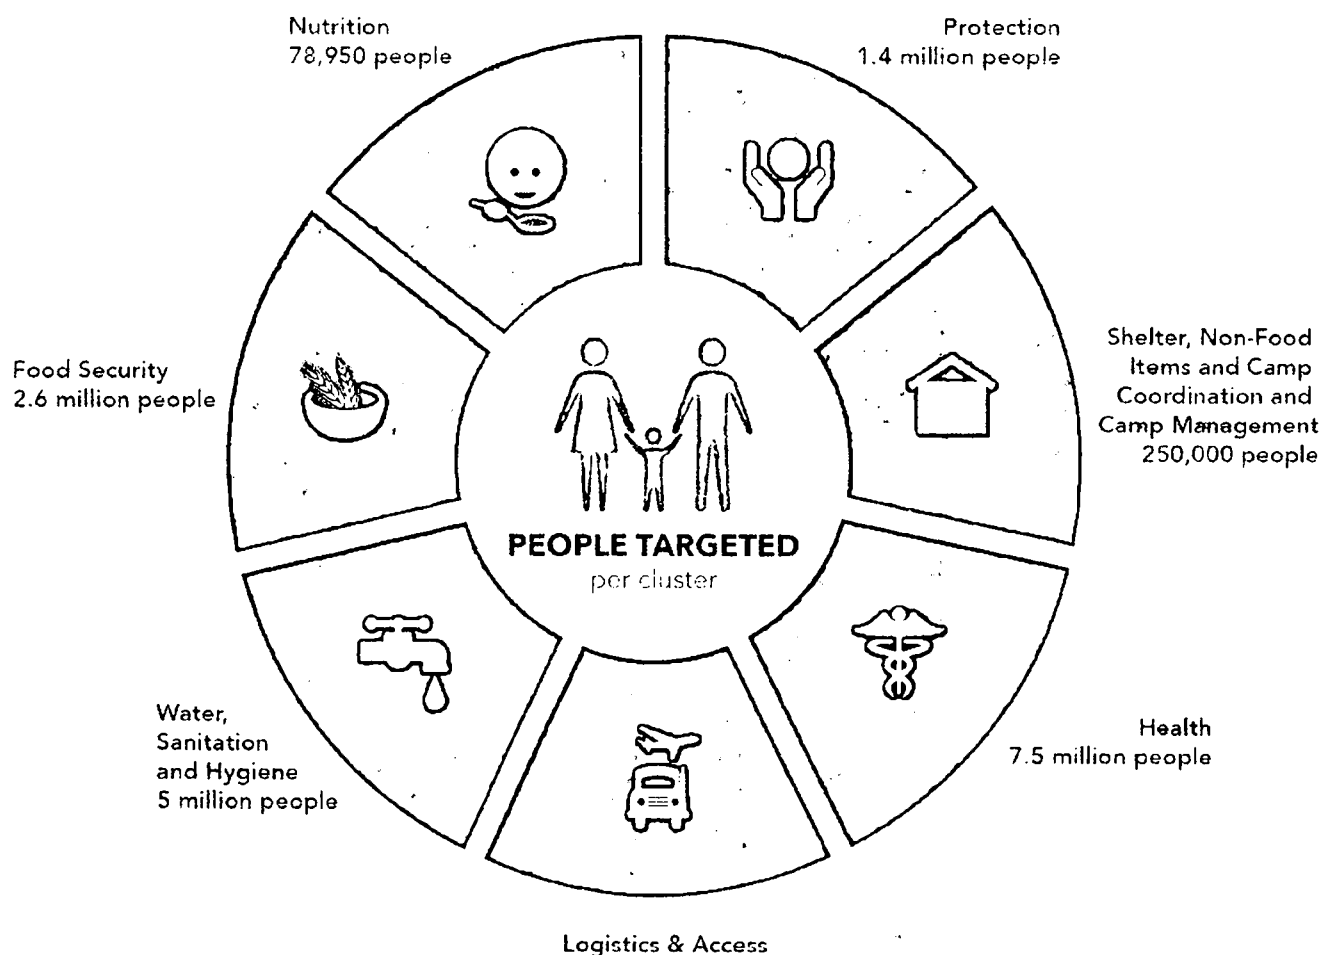 Nutrition
78,950 people
Protection
1.4 million people
Shelter, Non-Food
Items and Camp
Coordination and
Camp Management
250,000 people
Food Security
2.6 million people
PEOPLE TARGETED
per cluster
Water,
Sanitation
and Hygiene
5 million people
Health
7.5 million people
Logistics & Access